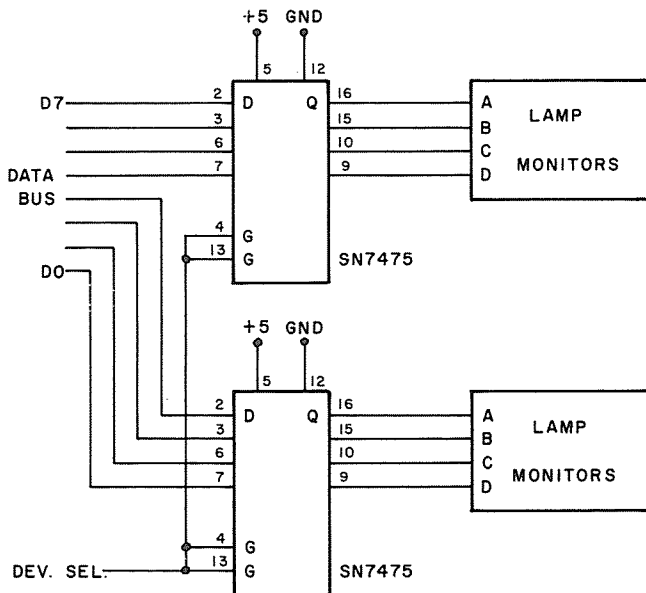 +5 GND
5 12
D7 2 D Q 16 A LAMP
3 15 B
6 10 C MONITORS
DATA 7 9 D
BUS
4 G
13 G SN7475
D0
+5 GND
5 12
2 D Q 16 A LAMP
3 15 B
6 10 C MONITORS
7 9 D
4 G
DEV. SEL. 13 G SN7475